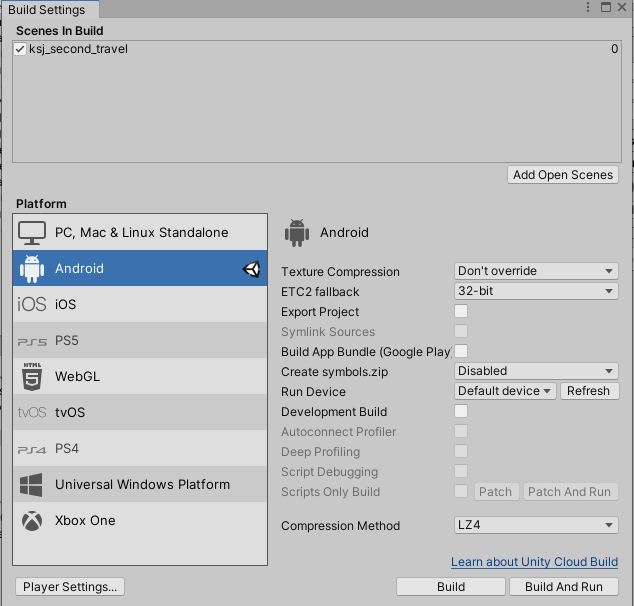 Build Settings
Scenes In Build
ksj_second_travel 0
Add Open Scenes
Platform
PC, Mac & Linux Standalone
Android
iOS iOS
PS5 PS5
HTML 5 WebGL
tvOS tvOS
PS4 PS4
Universal Windows Platform
Xbox One
Android
Texture Compression Don't override
ETC2 fallback 32-bit
Export Project
Symlink Sources
Build App Bundle (Google Play)
Create symbols.zip Disabled
Run Device Default device Refresh
Development Build
Autoconnect Profiler
Deep Profiling
Script Debugging
Scripts Only Build Patch Patch And Run
Compression Method LZ4
Learn about Unity Cloud Build
Player Settings... Build Build And Run